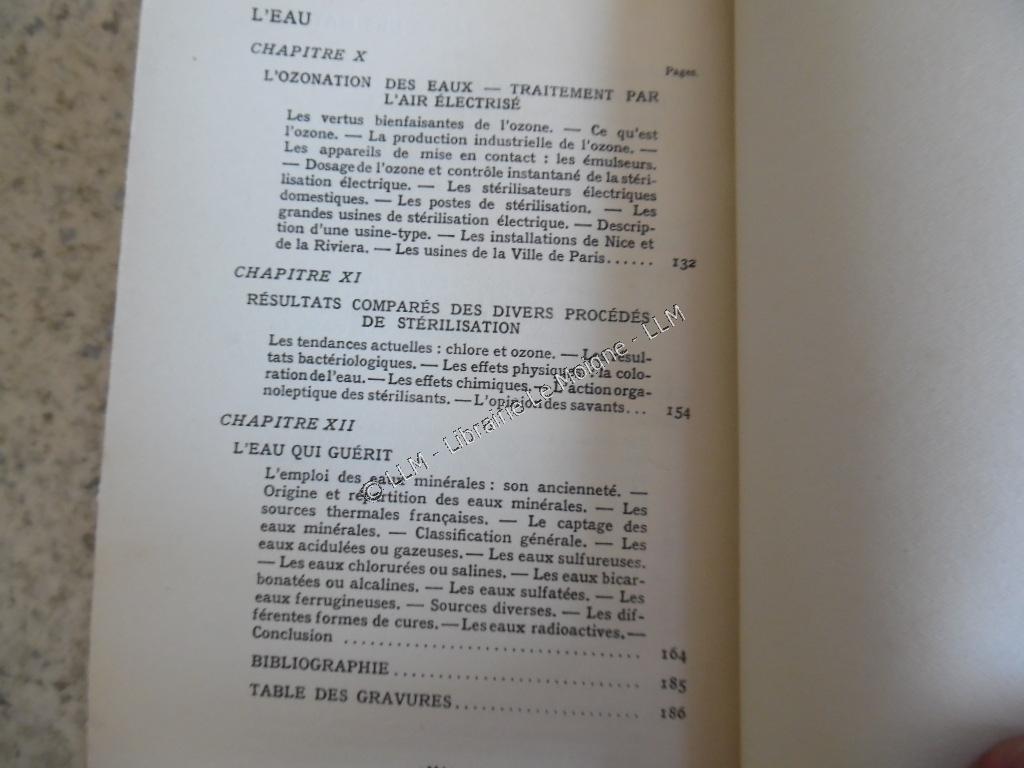 L'EAU
CHAPITRE X
Pages.
L'OZONATION DES EAUX — TRAITEMENT PAR
L'AIR ÉLECTRISÉ
Les vertus bienfaisantes de l'ozone. — Ce qu'est
l'ozone. — La production industrielle de l'ozone. —
Les appareils de mise en contact : les émulseurs.
— Dosage de l'ozone et contrôle instantané de la stéri-
lisation électrique. — Les stérilisateurs électriques
domestiques. — Les postes de stérilisation. — Les
grandes usines de stérilisation électrique. — Descrip-
tion d'une usine-type. — Les installations de Nice et
de la Riviera. — Les usines de la Ville de Paris...... 132
CHAPITRE XI
RÉSULTATS COMPARÉS DES DIVERS PROCÉDÉS
DE STÉRILISATION
Les tendances actuelles : chlore et ozone. — Les résul-
tats bactériologiques. — Les effets physiques : la colo-
ration de l'eau. — Les effets chimiques. — L'action orga-
noleptique des stérilisants. — L'opinion des savants... 154
CHAPITRE XII
L'EAU QUI GUÉRIT
L'emploi des eaux minérales : son ancienneté. —
Origine et répartition des eaux minérales. — Les
sources thermales françaises. — Le captage des
eaux minérales. — Classification générale. — Les
eaux acidulées ou gazeuses. — Les eaux sulfureuses.
— Les eaux chlorurées ou salines. — Les eaux bicar-
bonatées ou alcalines. — Les eaux sulfatées. — Les
eaux ferrugineuses. — Sources diverses. — Les dif-
férentes formes de cures. — Les eaux radioactives. —
Conclusion .................................. 164
BIBLIOGRAPHIE ............................ 185
TABLE DES GRAVURES ..................... 186
© LLM - Librairie Le Moione - LLM